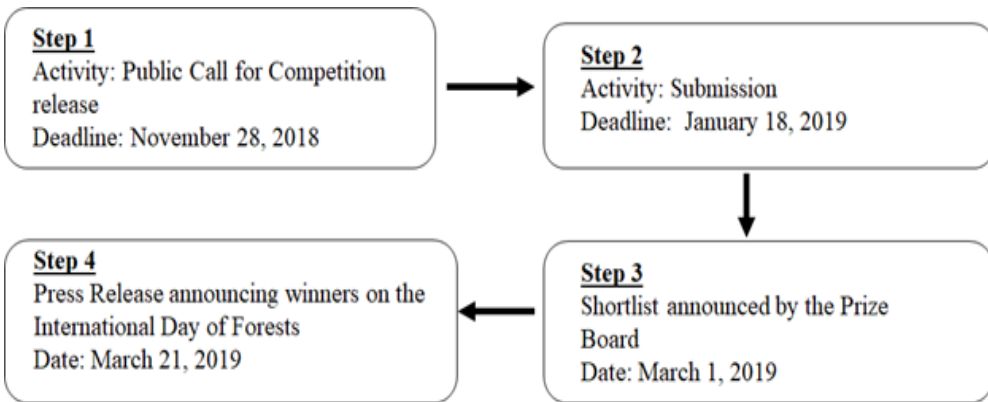 Step 1
Activity: Public Call for Competition
release
Deadline: November 28, 2018
Step 2
Activity: Submission
Deadline:  January 18, 2019
Step 3
Shortlist announced by the Prize
Board
Date: March 1, 2019
Step 4
Press Release announcing winners on the
International Day of Forests
Date: March 21, 2019